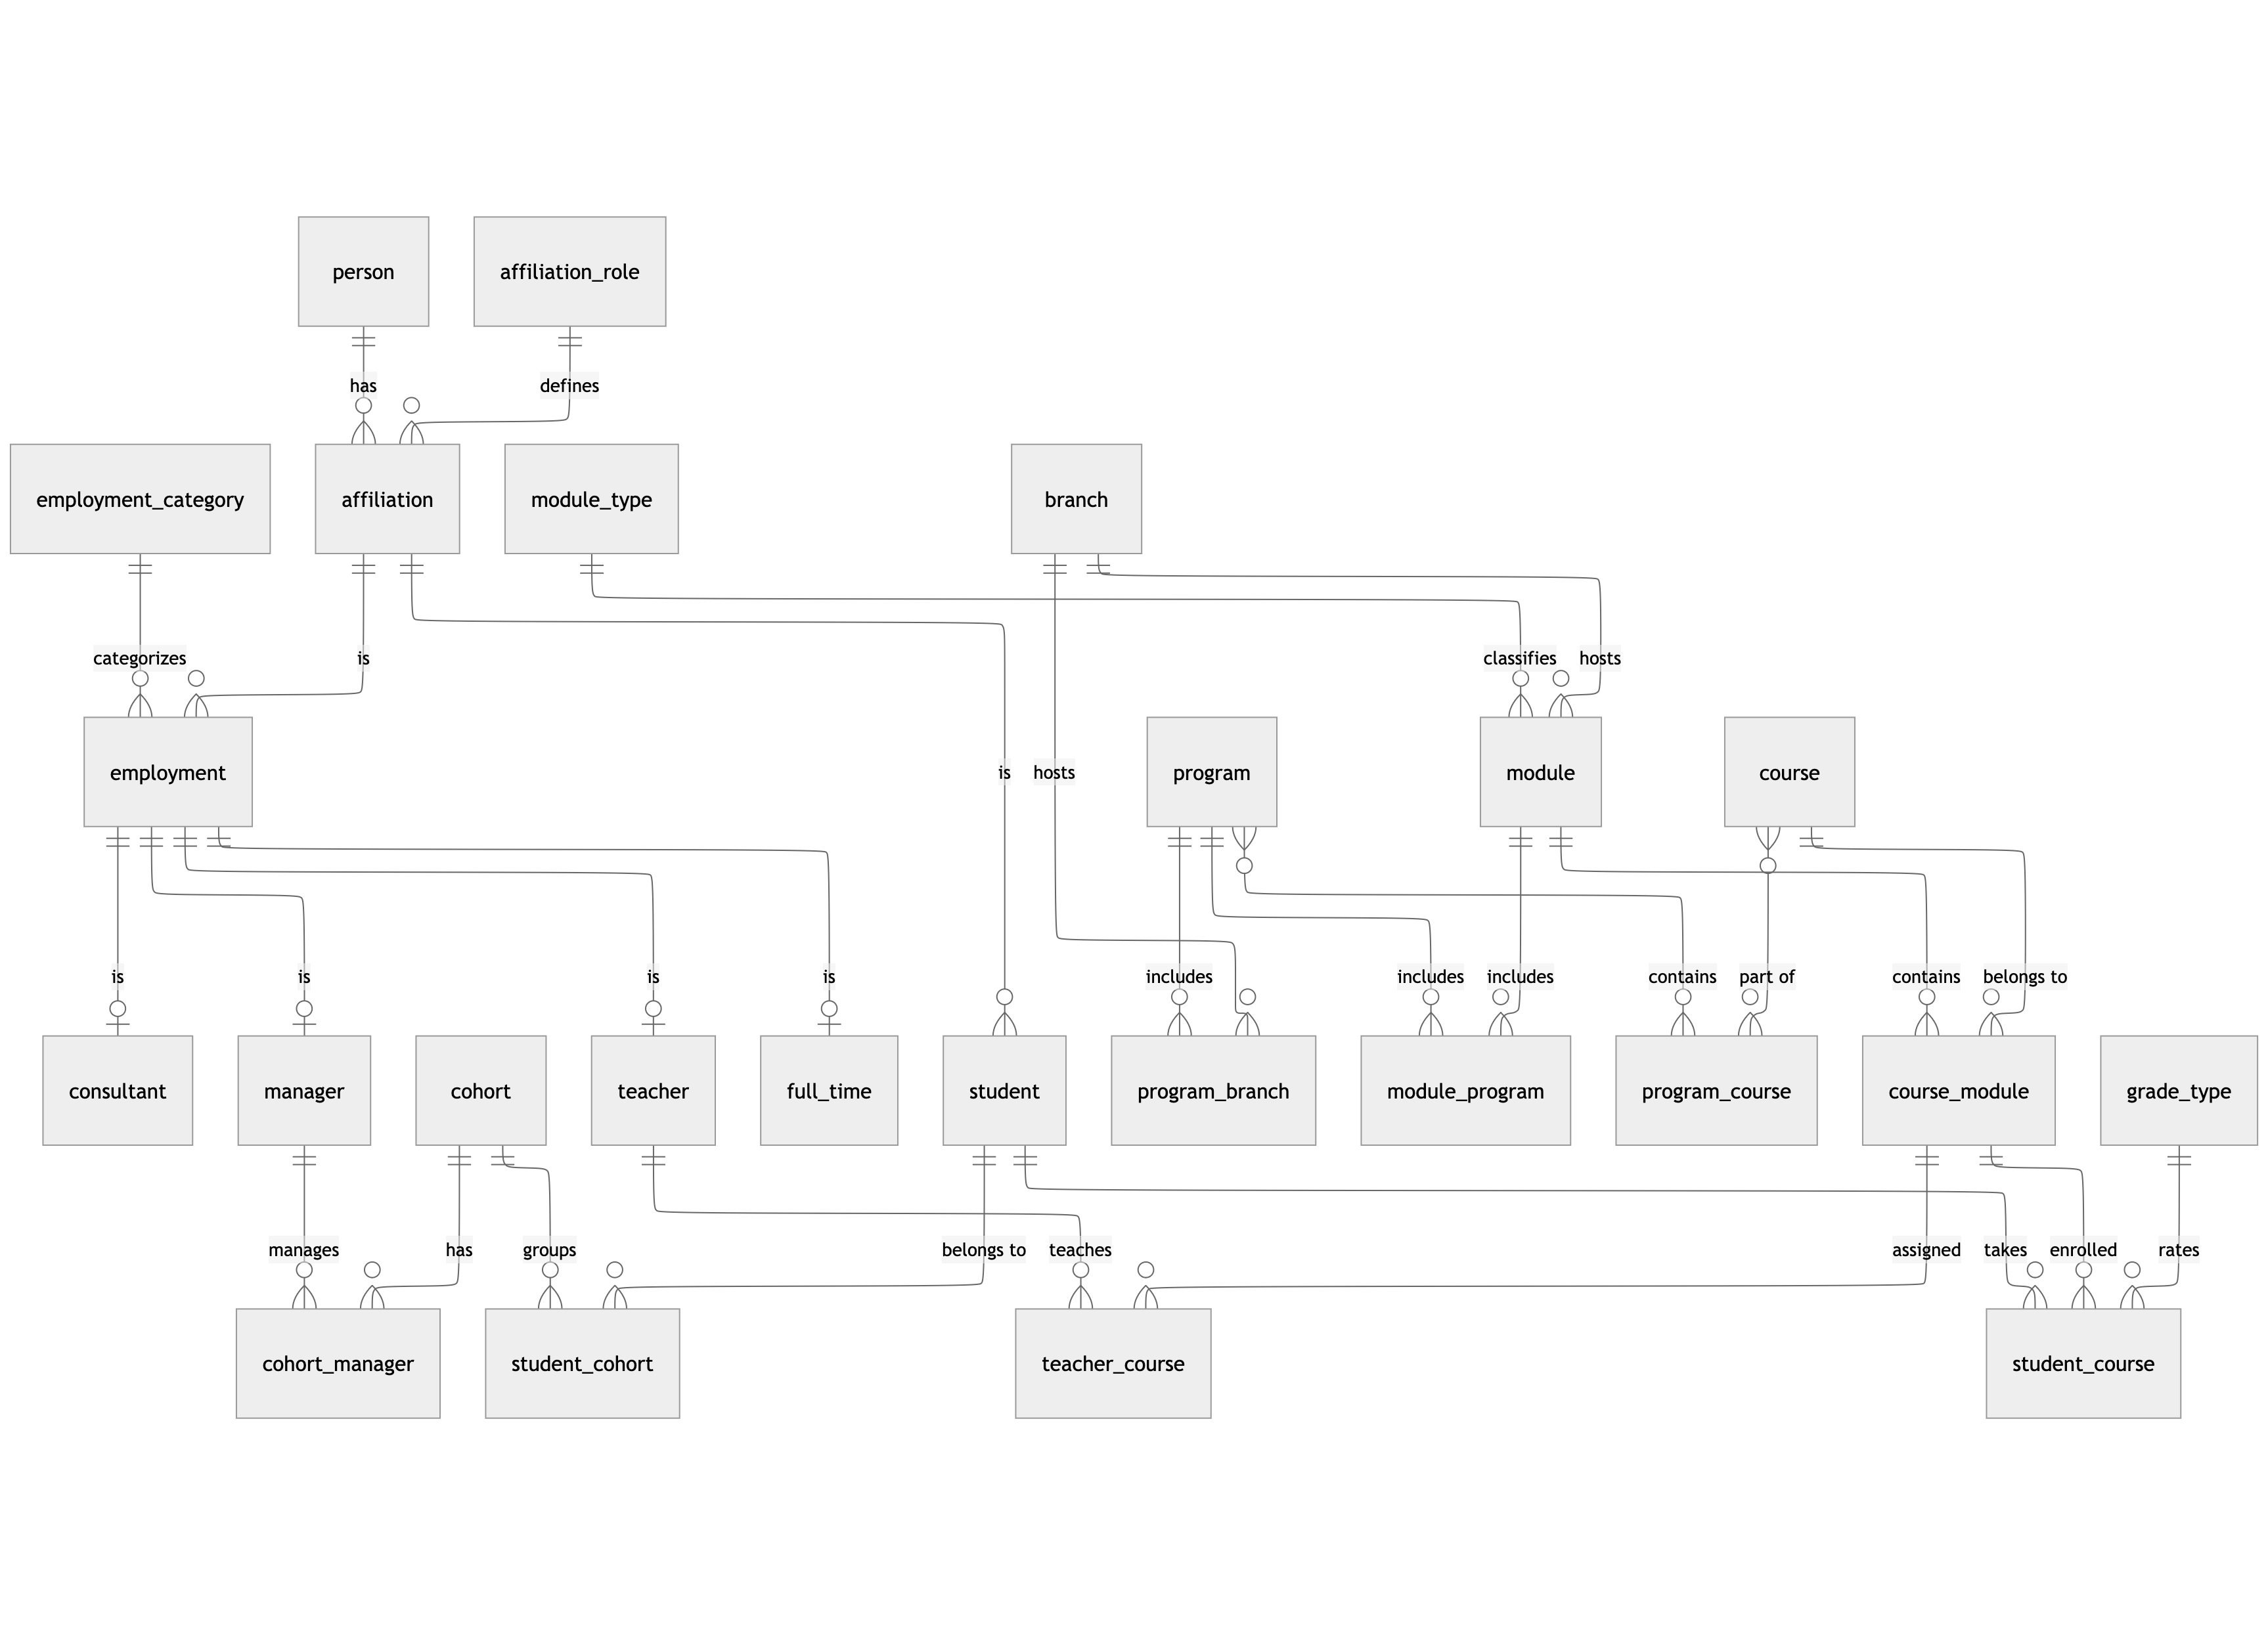 person
affiliation_role
has
defines
employment_category
affiliation
module_type
branch
categorizes
is
classifies
hosts
employment
is
hosts
program
module
course
is
is
is
is
includes
includes
includes
contains
part of
contains
belongs to
consultant
manager
cohort
teacher
full_time
student
program_branch
module_program
program_course
course_module
grade_type
manages
has
groups
belongs to
teaches
assigned
takes
enrolled
rates
cohort_manager
student_cohort
teacher_course
student_course